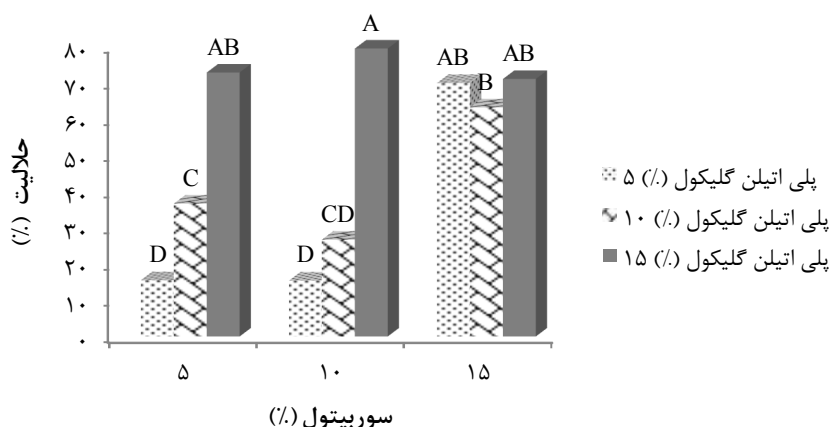 حلالیت (٪)
۸۰
۷۰
۶۰
۵۰
۴۰
۳۰
۲۰
۱۰
۰
D
C
AB
D
CD
A
AB
B
AB
۵
۱۰
۱۵
سوربیتول (٪)
پلی اتیلن گلیکول (٪) ۵
پلی اتیلن گلیکول (٪) ۱۰
پلی اتیلن گلیکول (٪) ۱۵